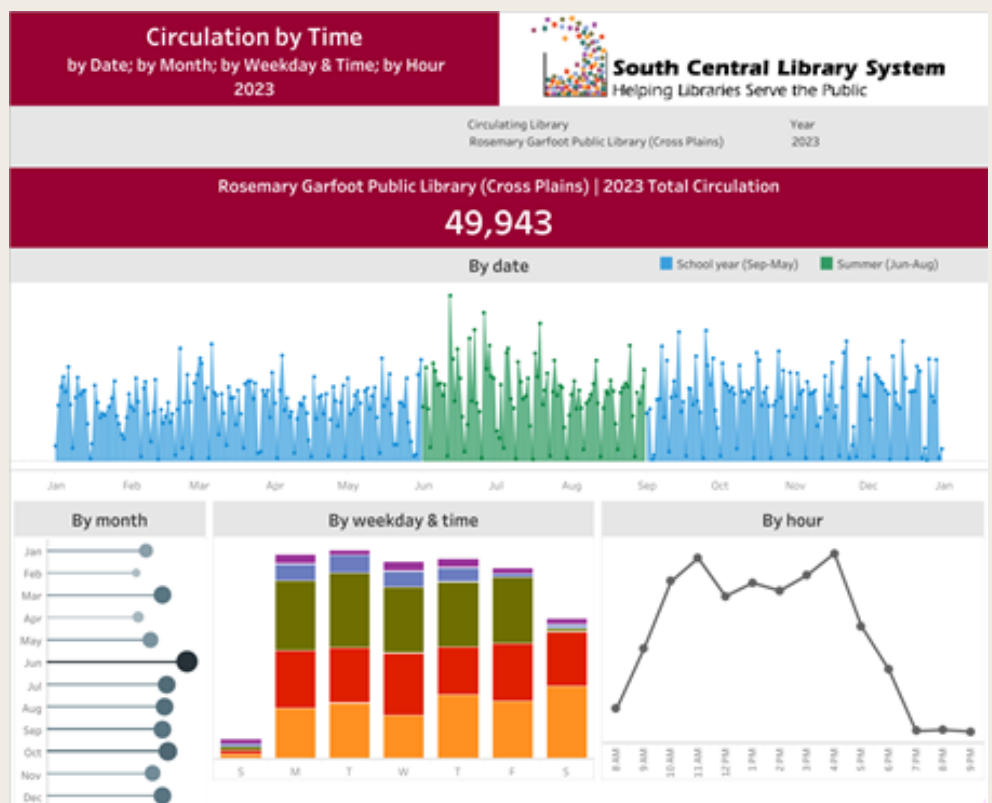 Circulation by Time
by Date; by Month; by Weekday & Time; by Hour
2023
South Central Library System
Helping Libraries Serve the Public
Circulating Library
Year
Rosemary Garfoot Public Library (Cross Plains)
2023
Rosemary Garfoot Public Library (Cross Plains) | 2023 Total Circulation
49,943
By date
School year (Sep-May)
Summer (Jun-Aug)
Jan Feb Mar Apr May Jun Jul Aug Sep Oct Nov Dec Jan
By month
Jan
Feb
Mar
Apr
May
Jun
Jul
Aug
Sep
Oct
Nov
Dec
By weekday & time
S M T W T F S
By hour
8 AM 9 AM 10 AM 11 AM 12 PM 1 PM 2 PM 3 PM 4 PM 5 PM 6 PM 7 PM 8 PM 9 PM